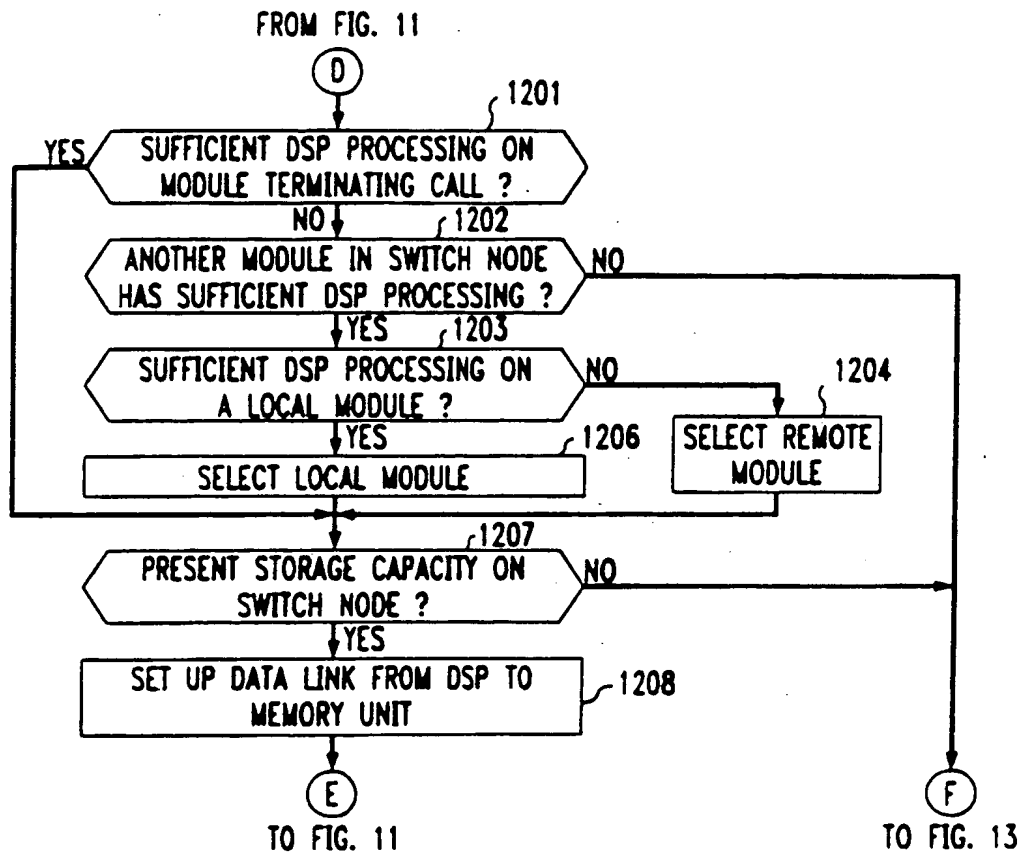 FROM FIG. 11
D
1201
YES
SUFFICIENT DSP PROCESSING ON
MODULE TERMINATING CALL ?
NO
1202
ANOTHER MODULE IN SWITCH NODE
HAS SUFFICIENT DSP PROCESSING ?
NO
YES
1203
SUFFICIENT DSP PROCESSING ON
A LOCAL MODULE ?
NO
1204
SELECT REMOTE
MODULE
YES
1206
SELECT LOCAL MODULE
1207
PRESENT STORAGE CAPACITY ON
SWITCH NODE ?
NO
YES
SET UP DATA LINK FROM DSP TO
MEMORY UNIT
1208
E
TO FIG. 11
F
TO FIG. 13